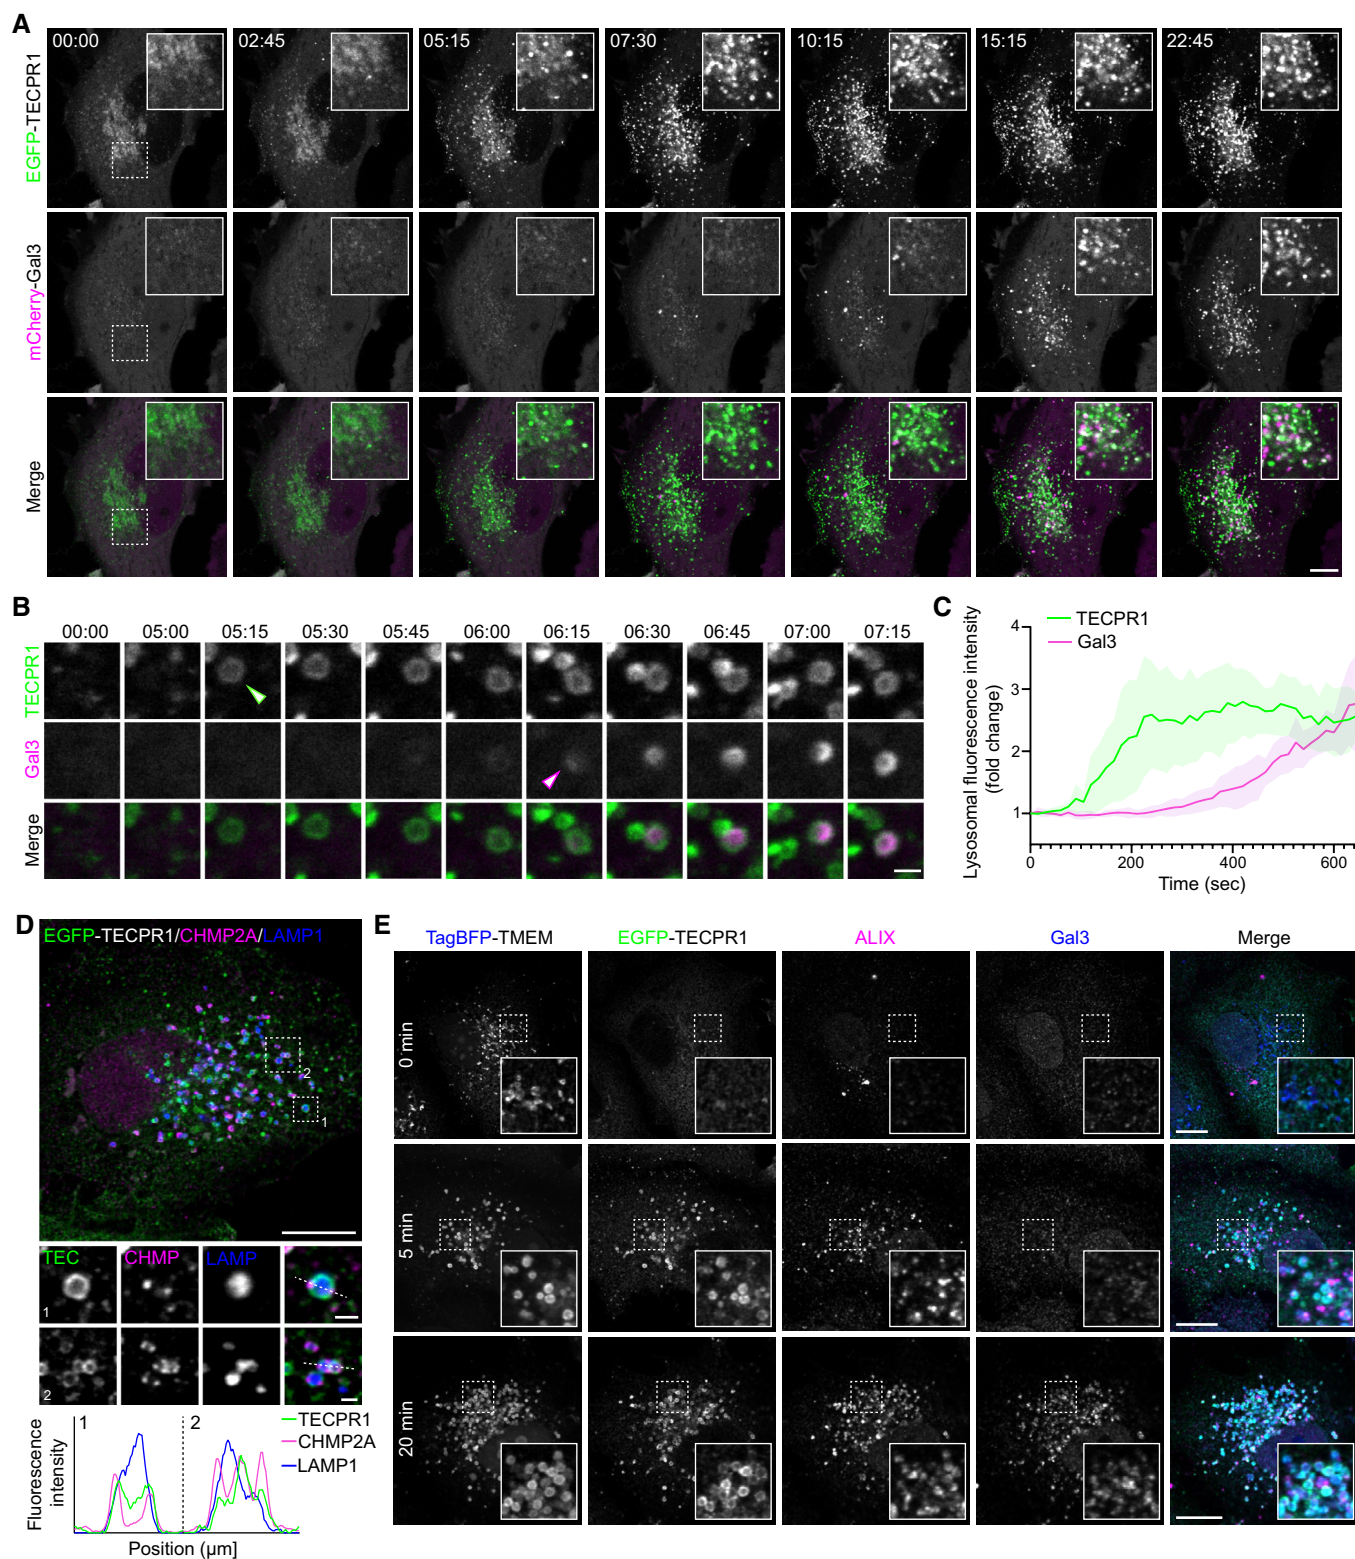 A
00:00 02:45 05:15 07:30 10:15 15:15 22:45
EGFP-TECPR1
mCherry-Gal3
Merge
B
00:00 05:00 05:15 05:30 05:45 06:00 06:15 06:30 06:45 07:00 07:15
TECPR1
Gal3
Merge
C
Lysosomal fluorescence intensity
(fold change)
TECPR1
Gal3
4
3
2
1
0 200 400 600
Time (sec)
D
EGFP-TECPR1/CHMP2A/LAMP1
2
1
TEC CHMP LAMP
1
2
1 2
TECPR1
CHMP2A
LAMP1
Fluorescence
intensity
Position (µm]
E
TagBFP-TMEM EGFP-TECPR1 ALIX Gal3 Merge
0 min
5 min
20 min